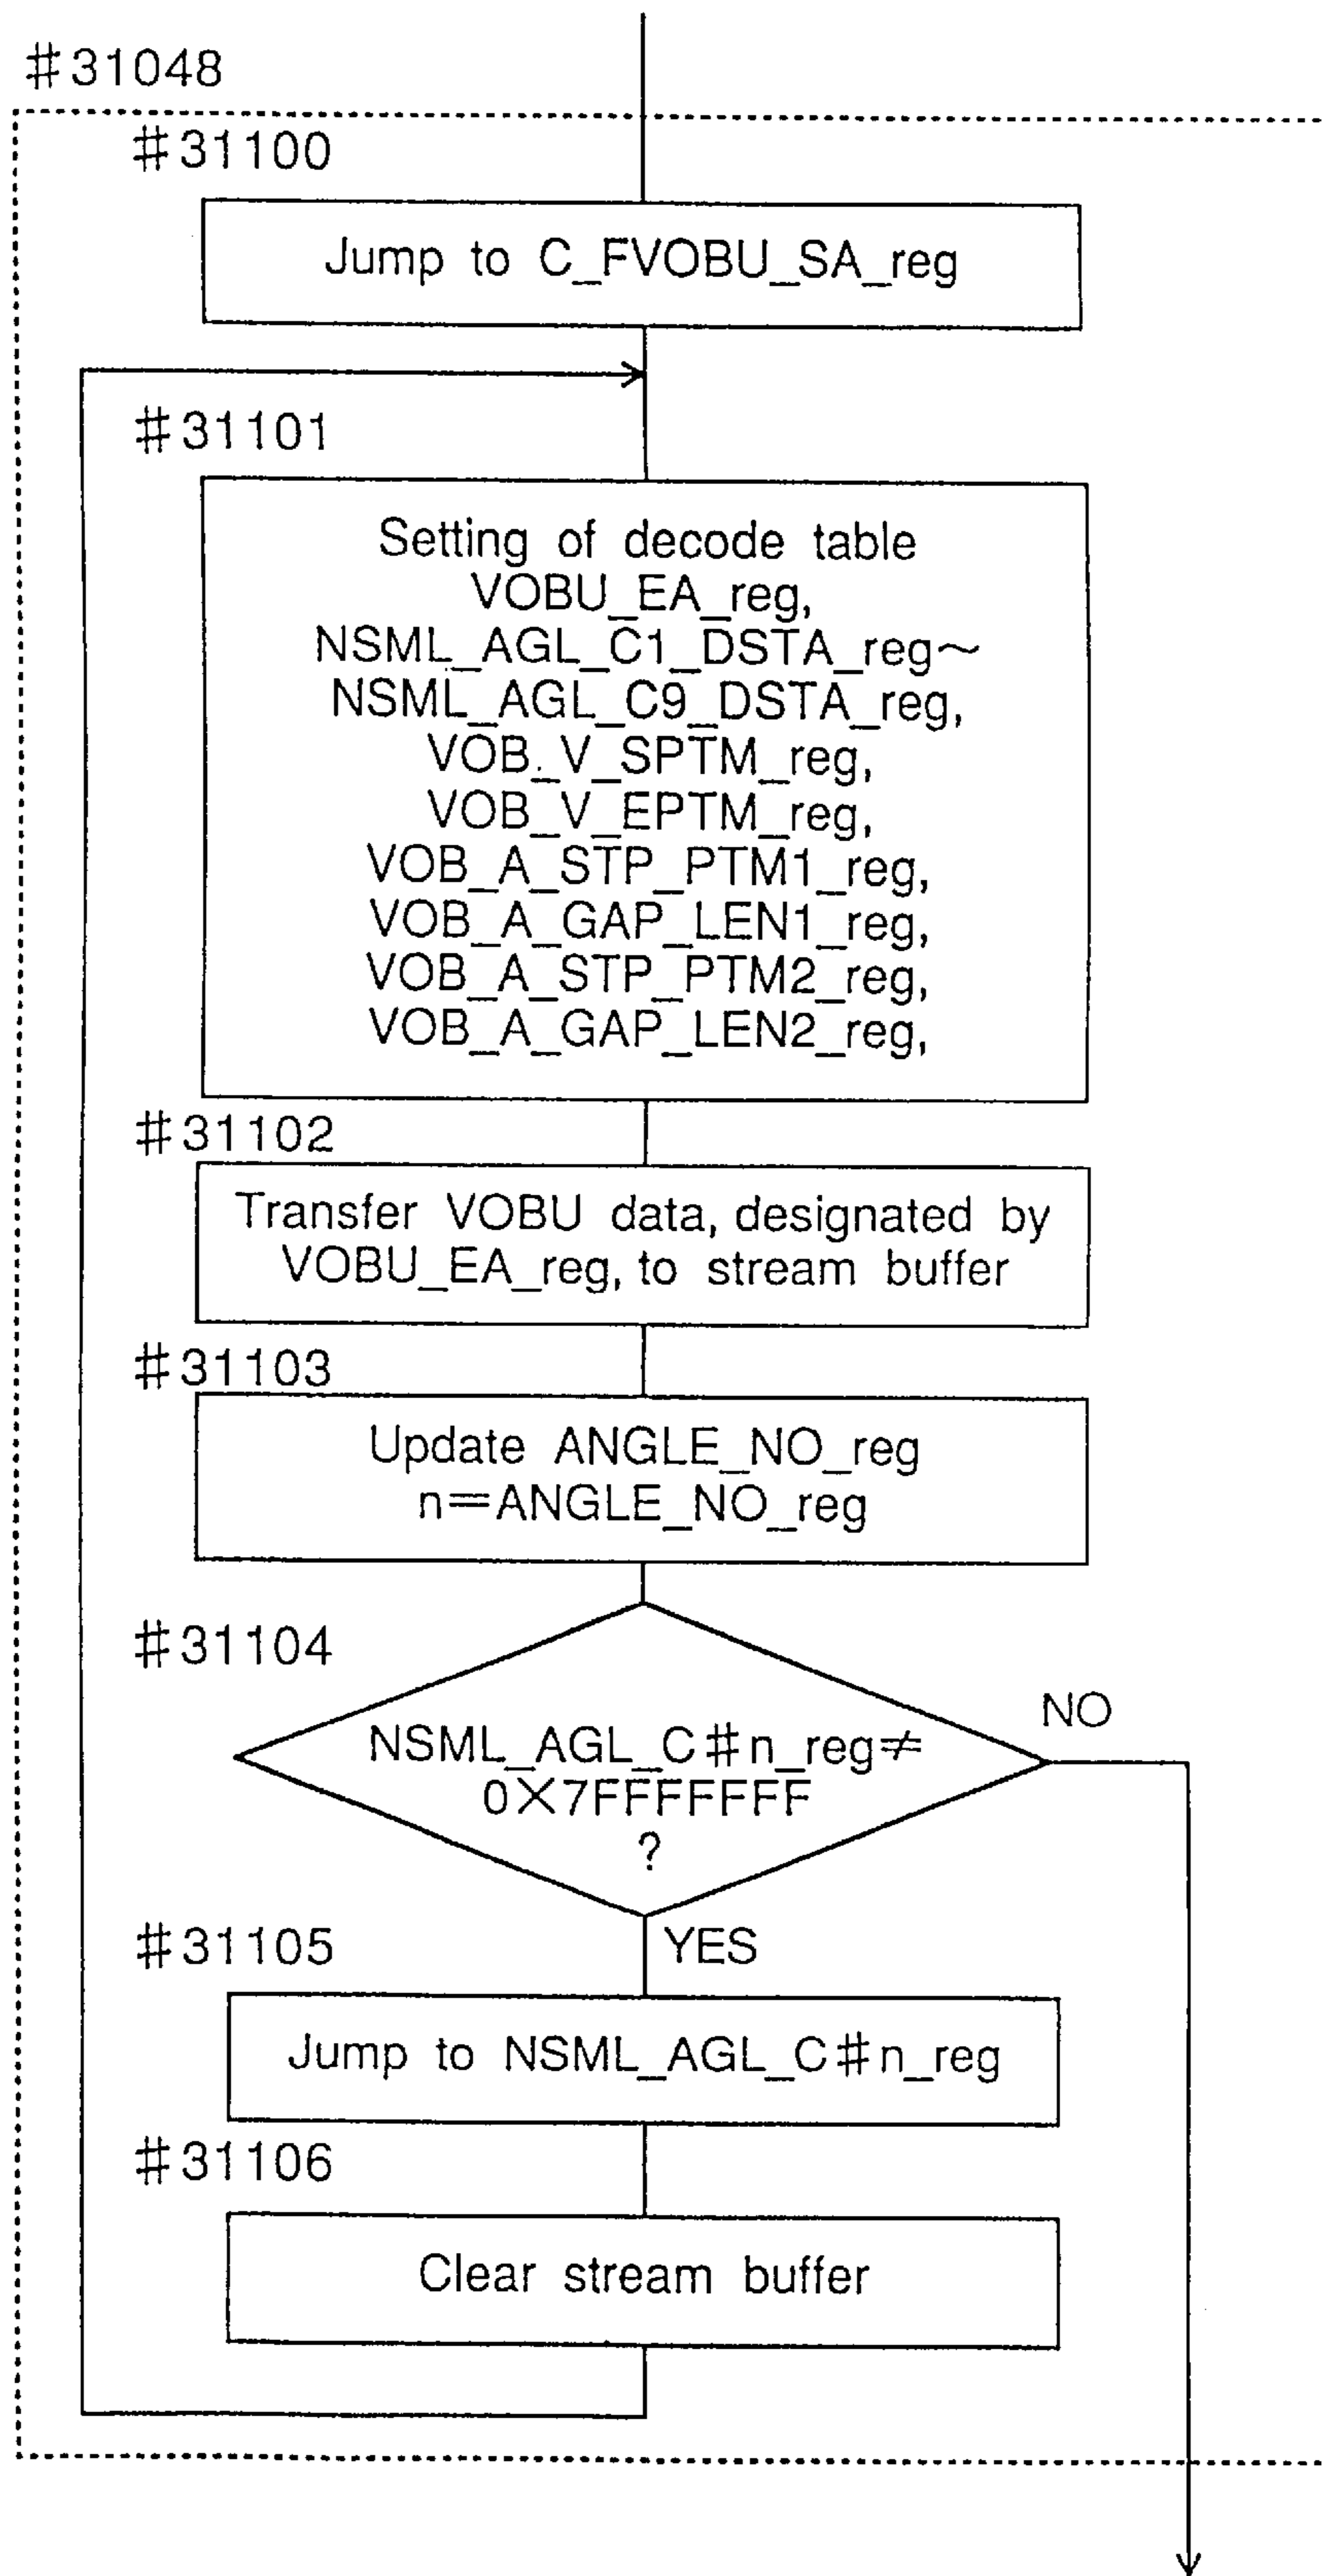 #31048
#31100
Jump to C_FVOBU_SA_reg
#31101
Setting of decode table
VOBU_EA_reg,
NSML_AGL_C1_DSTA_reg~
NSML_AGL_C9_DSTA_reg,
VOB_V_SPTM_reg,
VOB_V_EPTM_reg,
VOB_A_STP_PTM1_reg,
VOB_A_GAP_LEN1_reg,
VOB_A_STP_PTM2_reg,
VOB_A_GAP_LEN2_reg,
#31102
Transfer VOBU data, designated by
VOBU_EA_reg, to stream buffer
#31103
Update ANGLE_NO_reg
n=ANGLE_NO_reg
#31104
NO
NSML_AGL_C#n_reg≠
0X7FFFFFFF
?
#31105
YES
Jump to NSML_AGL_C#n_reg
#31106
Clear stream buffer